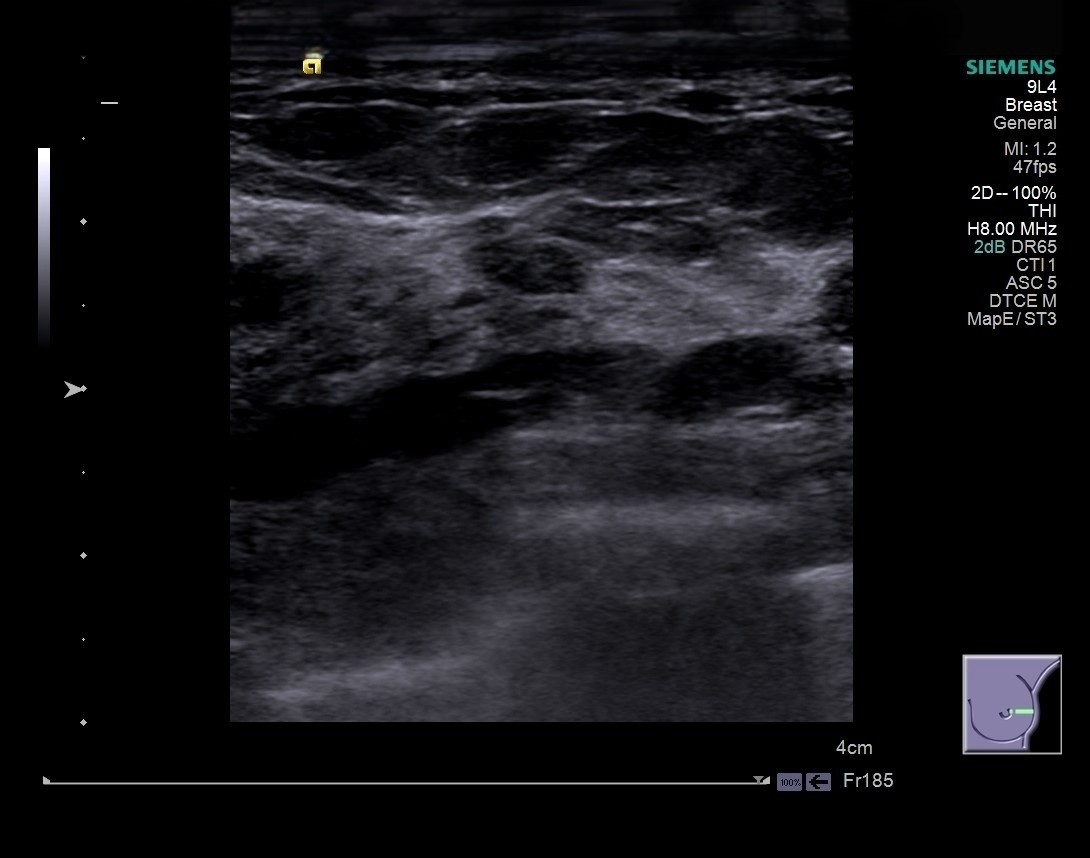 SIEMENS
9L4
Breast
General
MI: 1.2
47fps
2D--100%
THI
H8.00 MHz
2dB DR65
CTI 1
ASC 5
DTCE M
MapE / ST3
4cm
100%
Fr185